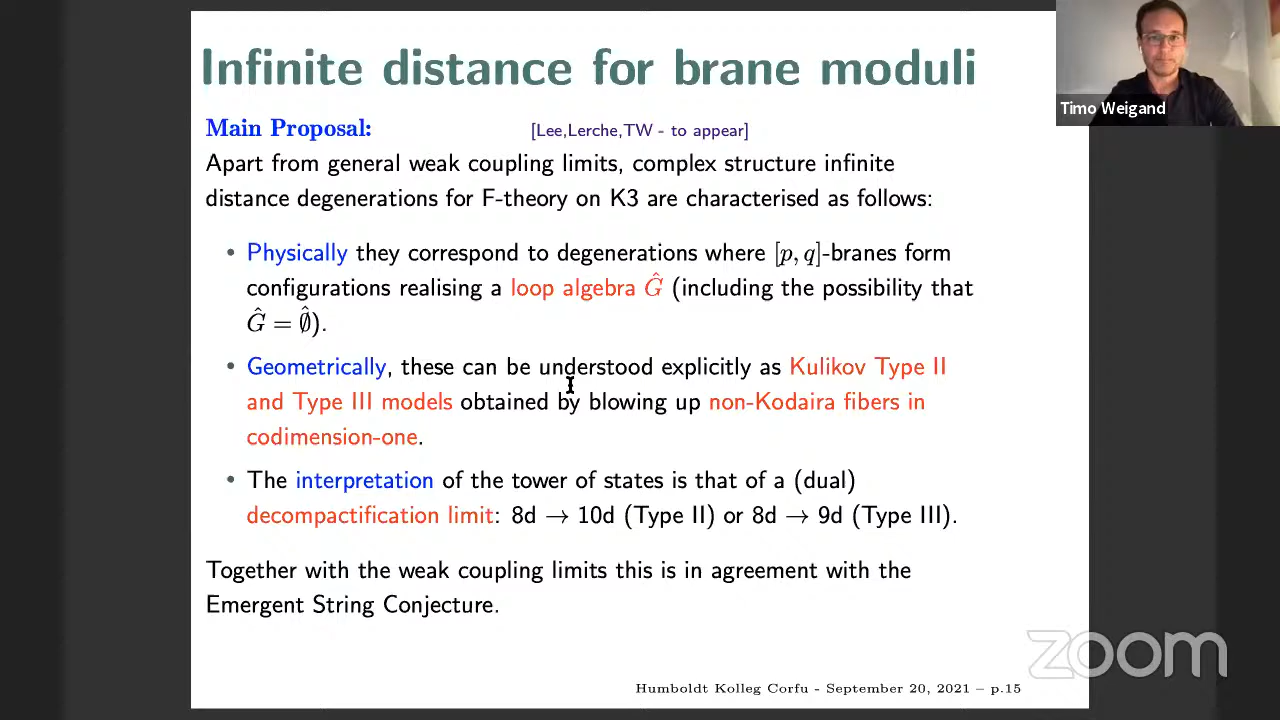 Infinite distance for brane moduli
Timo Weigand
Main Proposal: [Lee,Lerche,TW - to appear]
Apart from general weak coupling limits, complex structure infinite
distance degenerations for F-theory on K3 are characterised as follows:
• Physically they correspond to degenerations where [p, q]-branes form
configurations realising a loop algebra Ĝ (including the possibility that
Ĝ = ∅̂).
• Geometrically, these can be understood explicitly as Kulikov Type II
and Type III models obtained by blowing up non-Kodaira fibers in
codimension-one.
• The interpretation of the tower of states is that of a (dual)
decompactification limit: 8d → 10d (Type II) or 8d → 9d (Type III).
Together with the weak coupling limits this is in agreement with the
Emergent String Conjecture.
zoom
Humboldt Kolleg Corfu - September 20, 2021 – p.15